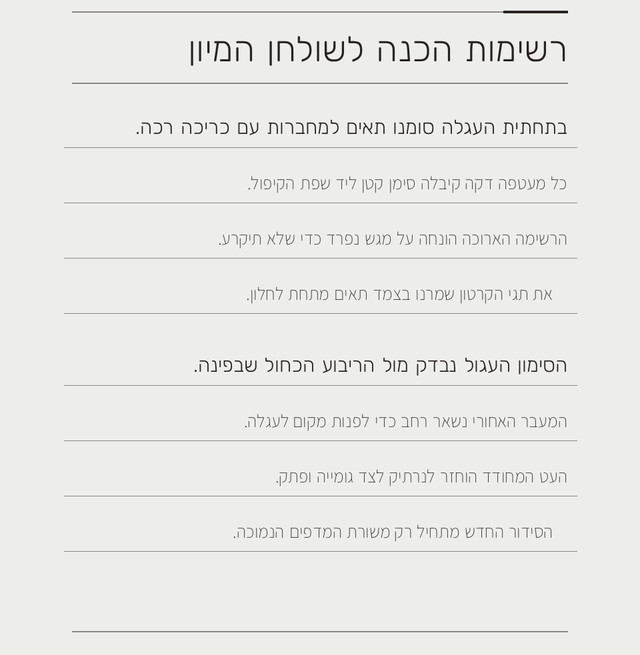 רשימות הכנה לשולחן המיון
בתחתית העגלה סומנו תאים למחברות עם כריכה רכה.
כל מעטפה דקה קיבלה סימן קטן ליד שפת הקיפול.
הרשימה הארוכה הונחה על מגש נפרד כדי שלא תיקרע.
את תגי הקרטון שמרנו בצמד תאים מתחת לחלון.
הסימון העגול נבדק מול הריבוע הכחול שבפינה.
המעבר האחורי נשאר רחב כדי לפנות מקום לעגלה.
העט המחודד הוחזר לנרתיק לצד גומייה ופתק.
הסידור החדש מתחיל רק משורת המדפים הנמוכה.